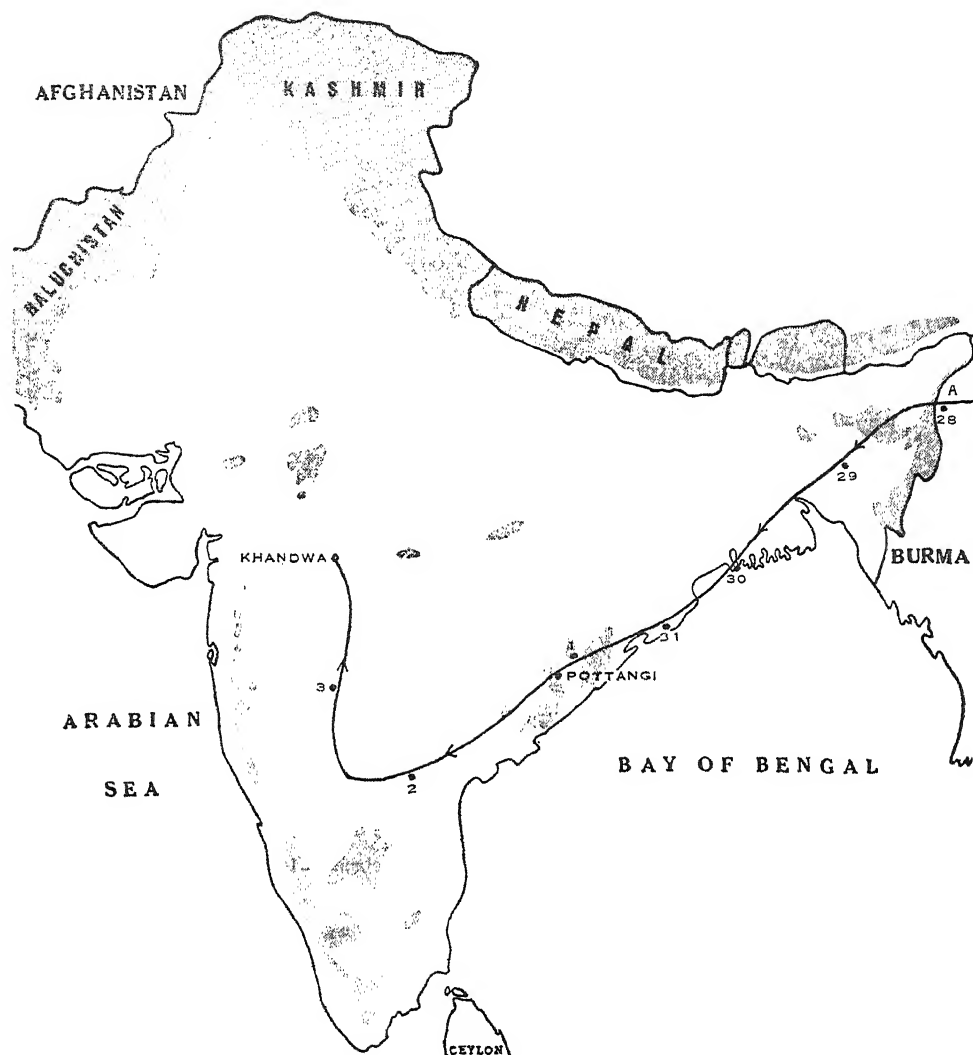 KASHMIR
AFGHANISTAN
BALUCHISTAN
NEPAL
A
28
29
KHANDWA
BURMA
30
31
1
POTTANGI
3
ARABIAN
SEA
BAY OF BENGAL
2
CEYLON